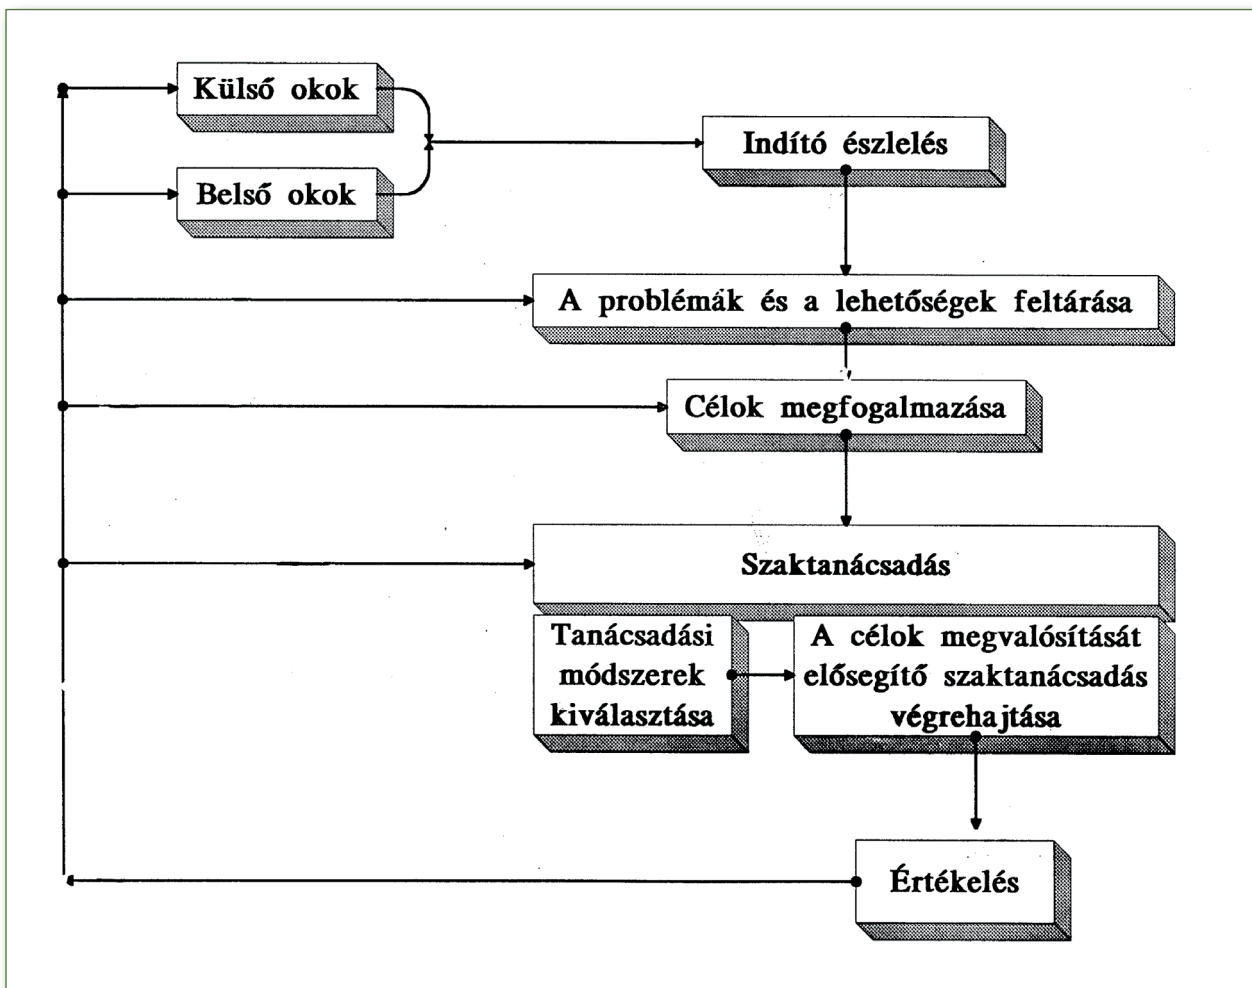 Külső okok
Indító észlelés
Belső okok
A problémák és a lehetőségek feltárása
Célok megfogalmazása
Szaktanácsadás
Tanácsadási
módszerek
kiválasztása
A célok megvalósítását
elősegítő szaktanácsadás
végrehajtása
Értékelés